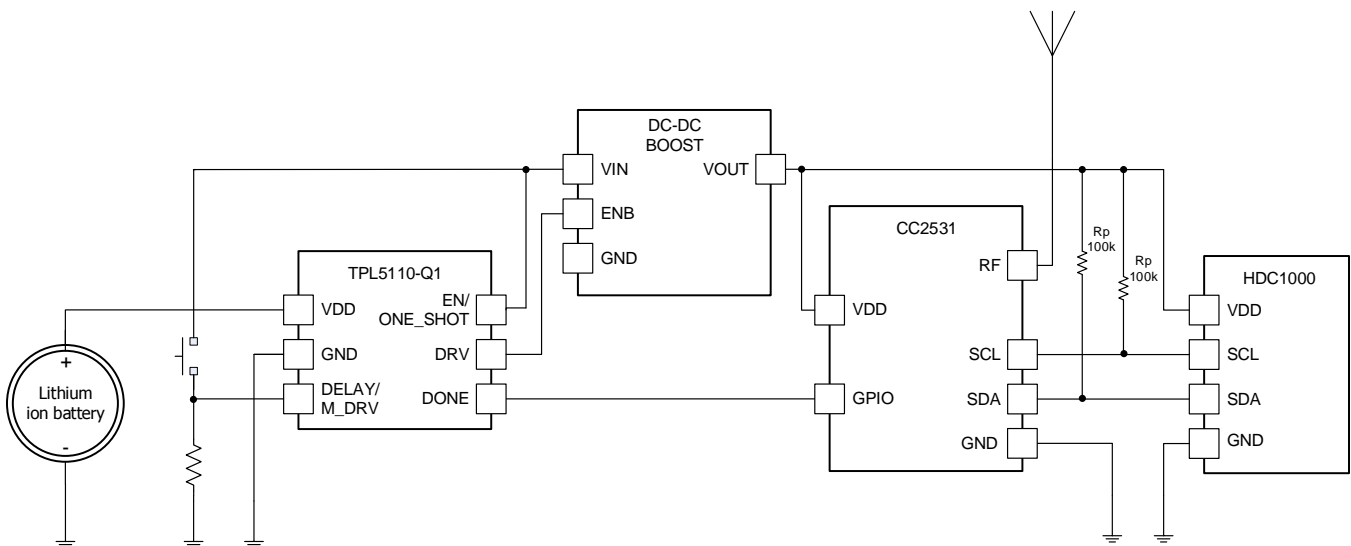 DC-DC
BOOST
VIN
VOUT
ENB
GND
TPL5110-Q1
VDD
EN/
ONE_SHOT
GND
DRV
DELAY/
M_DRV
DONE
+
Lithium
ion battery
-
CC2531
RF
VDD
SCL
GPIO
SDA
GND
Rp
100k
Rp
100k
HDC1000
VDD
SCL
SDA
GND